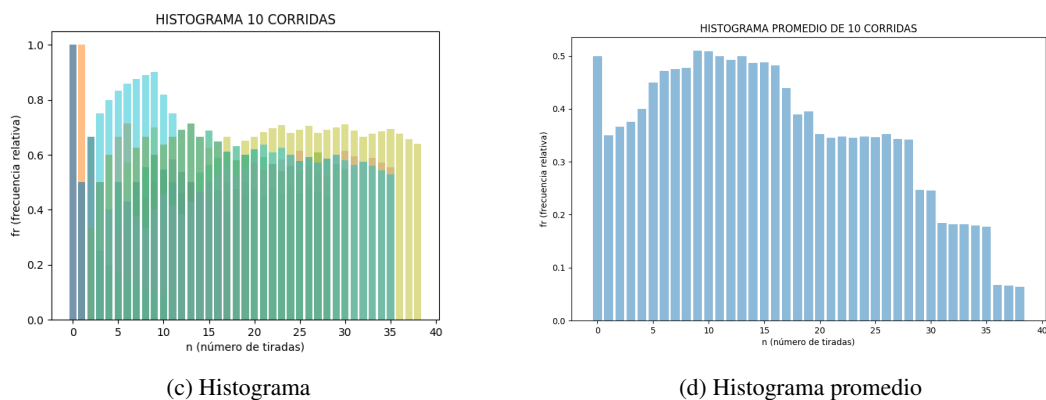 HISTOGRAMA 10 CORRIDAS
1.0
0.8
0.6
0.4
0.2
0.0
fr (frecuencia relativa)
0 5 10 15 20 25 30 35 40
n (número de tiradas)
(c) Histograma
HISTOGRAMA PROMEDIO DE 10 CORRIDAS
0.5
0.4
0.3
0.2
0.1
0.0
fr (frecuencia relativa)
0 5 10 15 20 25 30 35 40
n (número de tiradas)
(d) Histograma promedio